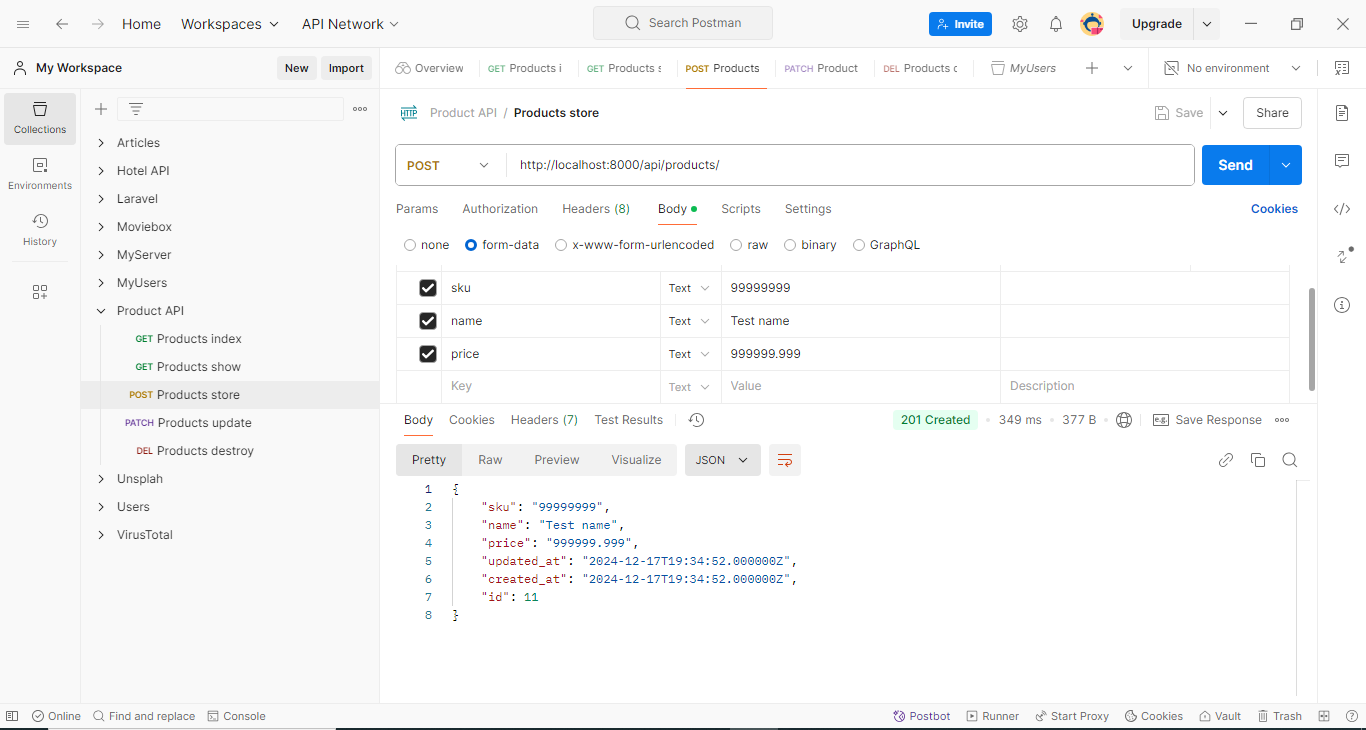 Home Workspaces API Network Search Postman Invite Upgrade
My Workspace New Import Overview GET Products i GET Products s POST Products PATCH Product DEL Products d MyUsers No environment
Collections
Environments
History
Articles
Hotel API
Laravel
Moviebox
MyServer
MyUsers
Product API
GET Products index
GET Products show
POST Products store
PATCH Products update
DEL Products destroy
Unsplah
Users
VirusTotal
HTTP Product API / Products store Save Share
POST http://localhost:8000/api/products/ Send
Params Authorization Headers (8) Body Scripts Settings Cookies
none form-data x-www-form-urlencoded raw binary GraphQL
sku Text 99999999
name Text Test name
price Text 999999.999
Key Text Value Description
Body Cookies Headers (7) Test Results 201 Created 349 ms 377 B e.g. Save Response
Pretty Raw Preview Visualize JSON
1 {
2 "sku": "99999999",
3 "name": "Test name",
4 "price": "999999.999",
5 "updated_at": "2024-12-17T19:34:52.000000Z",
6 "created_at": "2024-12-17T19:34:52.000000Z",
7 "id": 11
8 }
Online Find and replace Console Postbot Runner Start Proxy Cookies Vault Trash